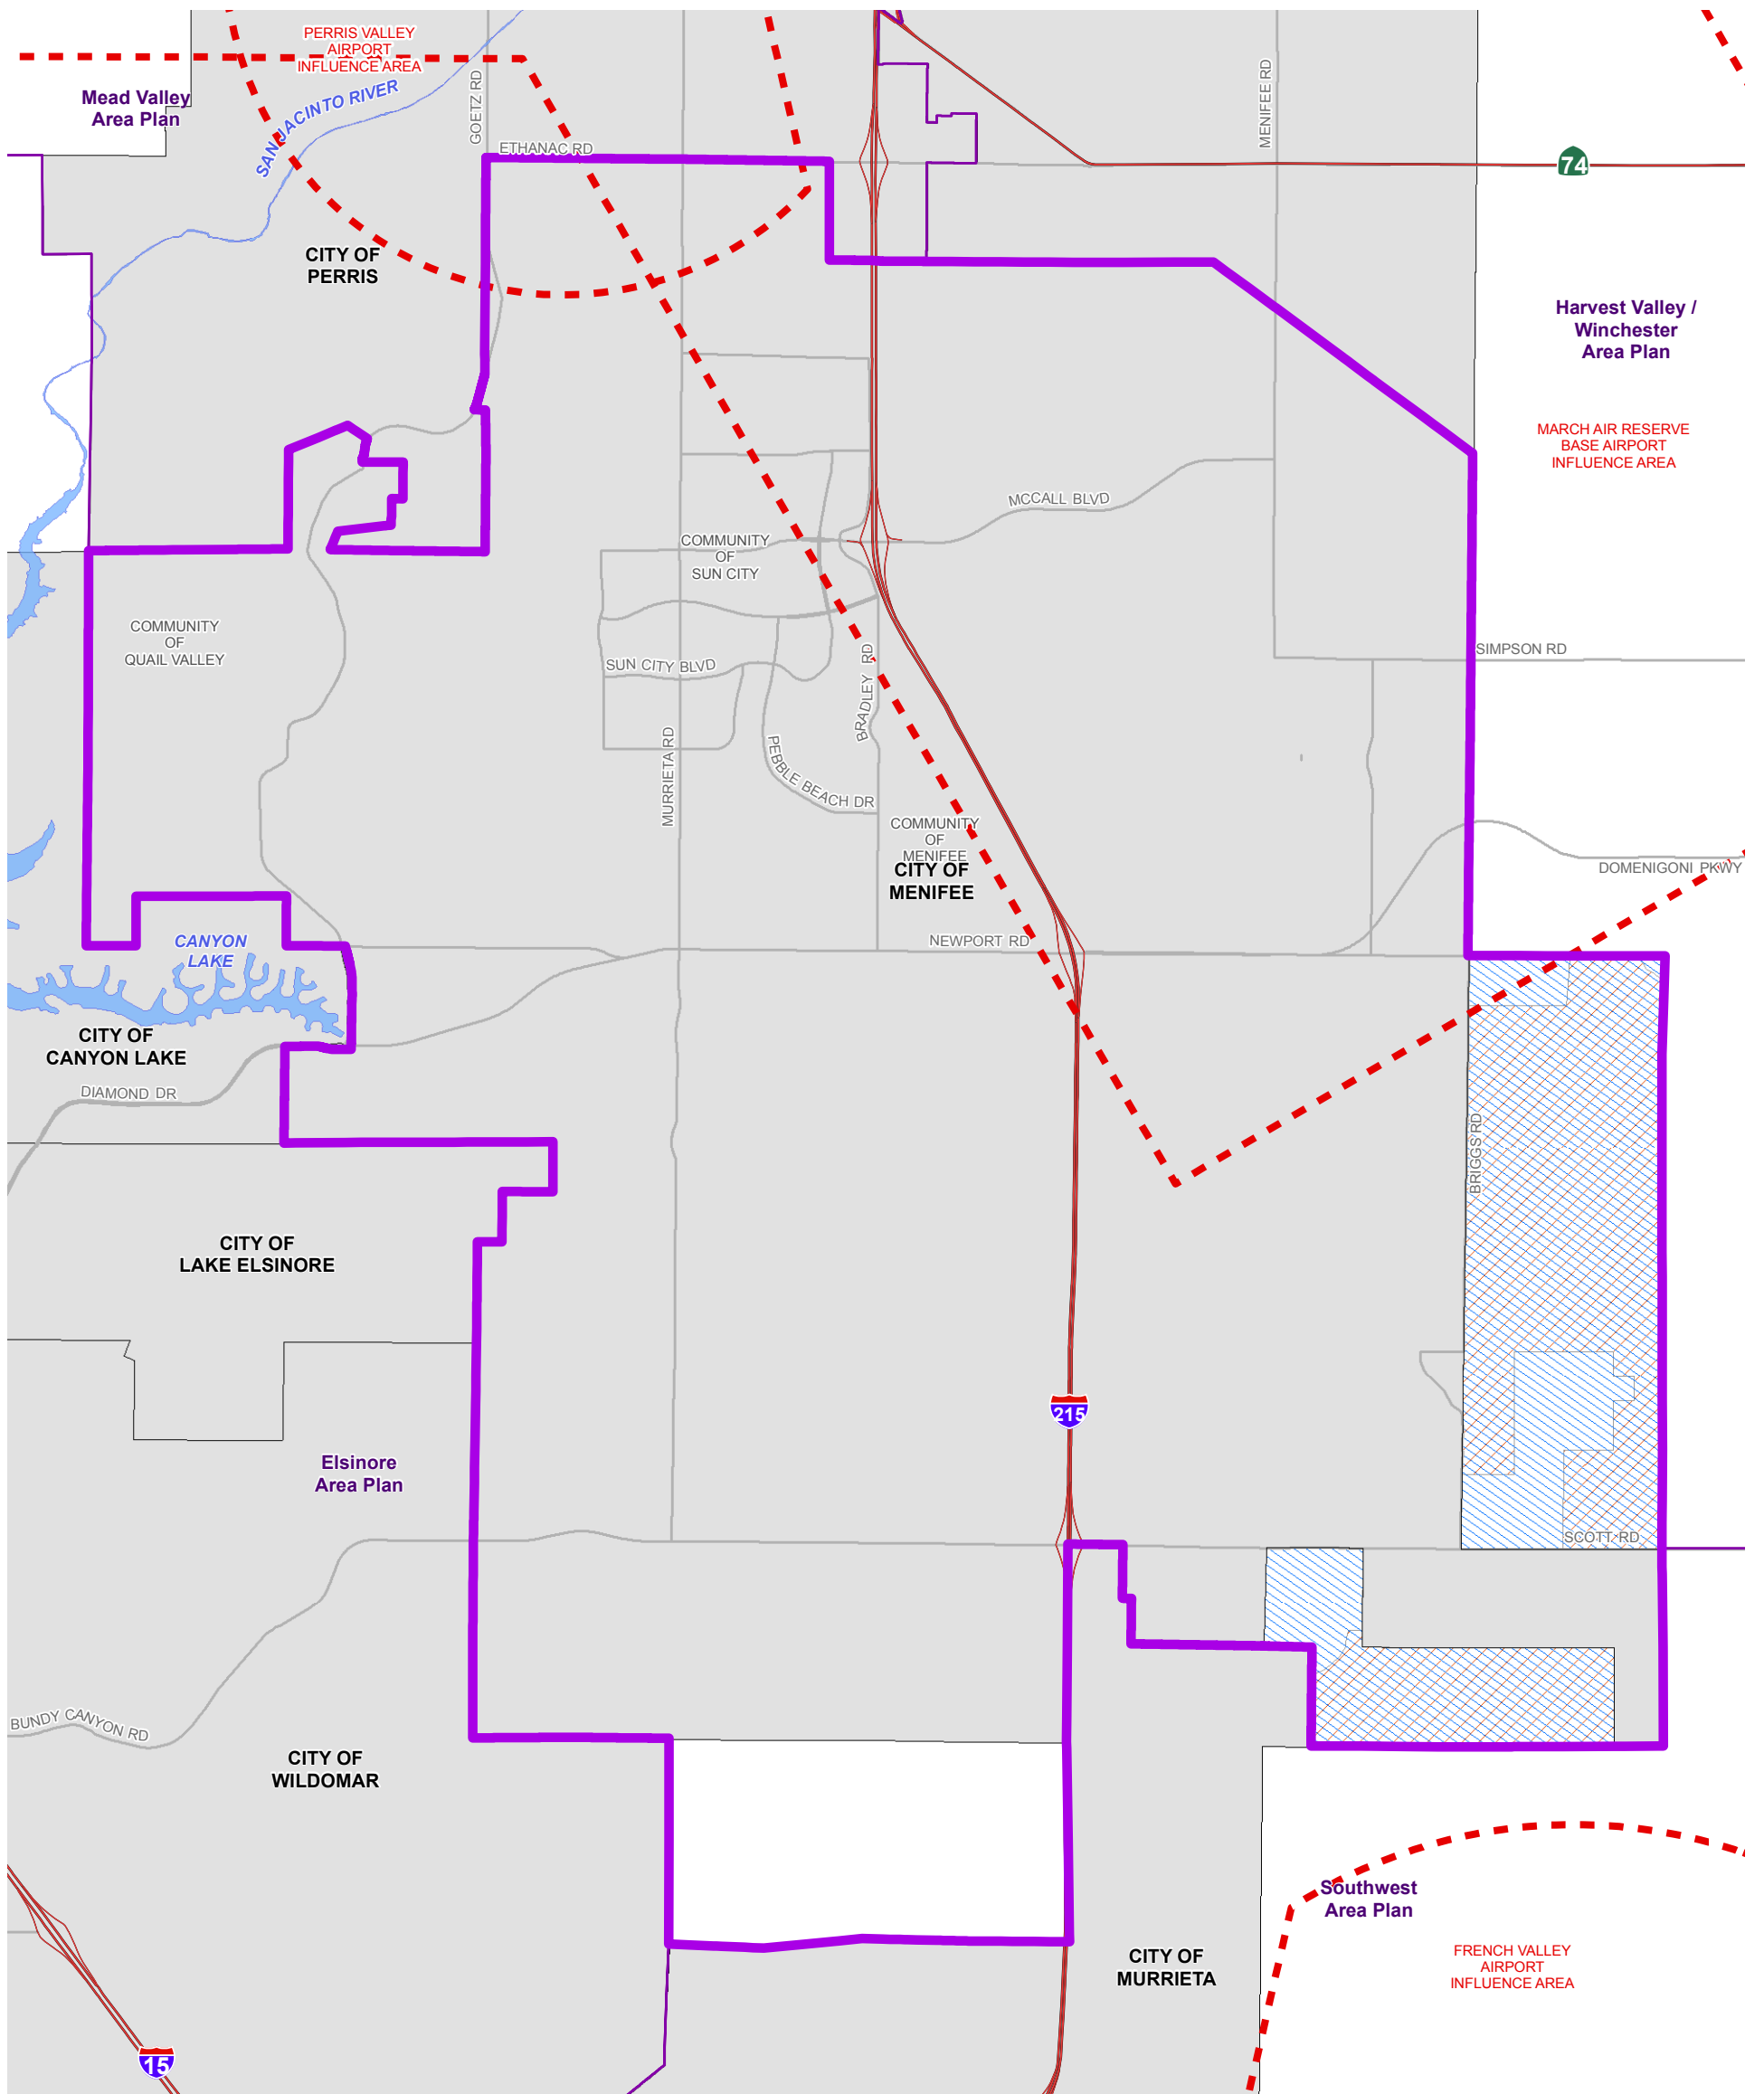 PERRIS VALLEY
AIRPORT
INFLUENCE AREA
Mead Valley
Area Plan
SAN JACINTO RIVER
GOETZ RD
MENIFEE RD
ETHANAC RD
74
CITY OF
PERRIS
Harvest Valley /
Winchester
Area Plan
MARCH AIR RESERVE
BASE AIRPORT
INFLUENCE AREA
MCCALL BLVD
COMMUNITY
OF
SUN CITY
COMMUNITY
OF
QUAIL VALLEY
SUN CITY BLVD
BRADLEY RD
SIMPSON RD
MURRIETA RD
PEBBLE BEACH DR
COMMUNITY
OF
MENIFEE
CITY OF
MENIFEE
DOMENIGONI PKWY
CANYON
LAKE
NEWPORT RD
CITY OF
CANYON LAKE
DIAMOND DR
BRIGGS RD
CITY OF
LAKE ELSINORE
215
Elsinore
Area Plan
SCOTT RD
BUNDY CANYON RD
CITY OF
WILDOMAR
Southwest
Area Plan
CITY OF
MURRIETA
FRENCH VALLEY
AIRPORT
INFLUENCE AREA
15